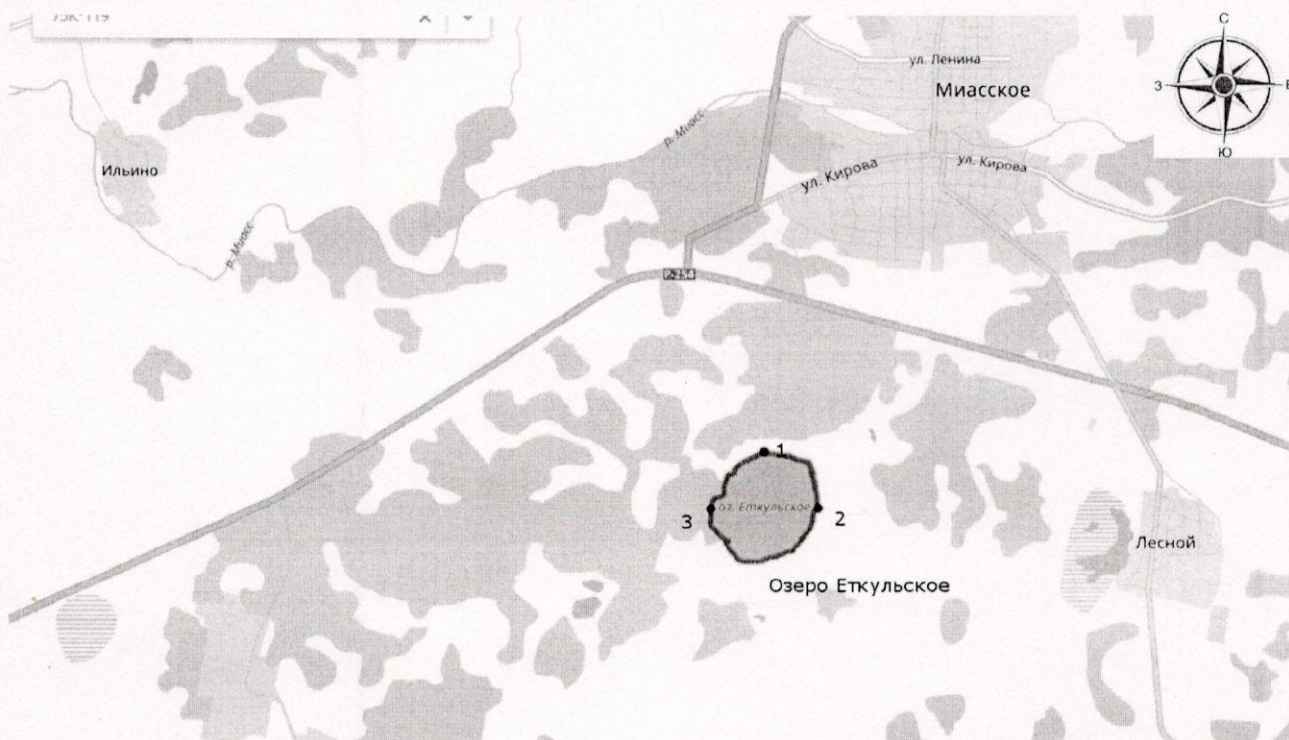 С
З
Ю
ул. Ленина
Миасское
р. Миасс
ул. Кирова
ул. Кирова
Ильино
р. Миасс
1
оз. Еткульское
3
2
Лесной
Озеро Еткульское